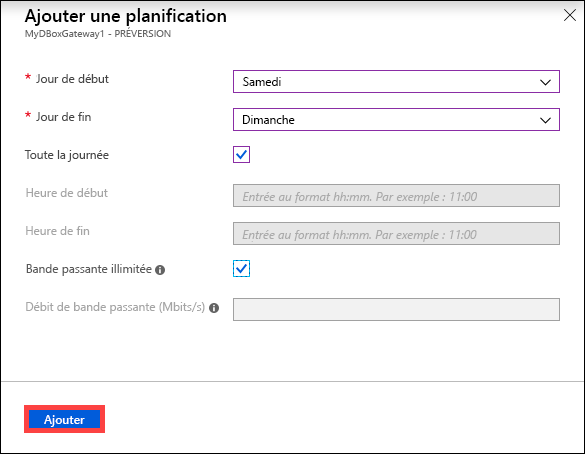 Ajouter une planification
MyDBoxGateway1 - PRÉVERSION
* Jour de début
Samedi
* Jour de fin
Dimanche
Toute la journée
Heure de début
Entrée au format hh:mm. Par exemple : 11:00
Heure de fin
Entrée au format hh:mm. Par exemple : 11:00
Bande passante illimitée
Débit de bande passante (Mbits/s)
Ajouter